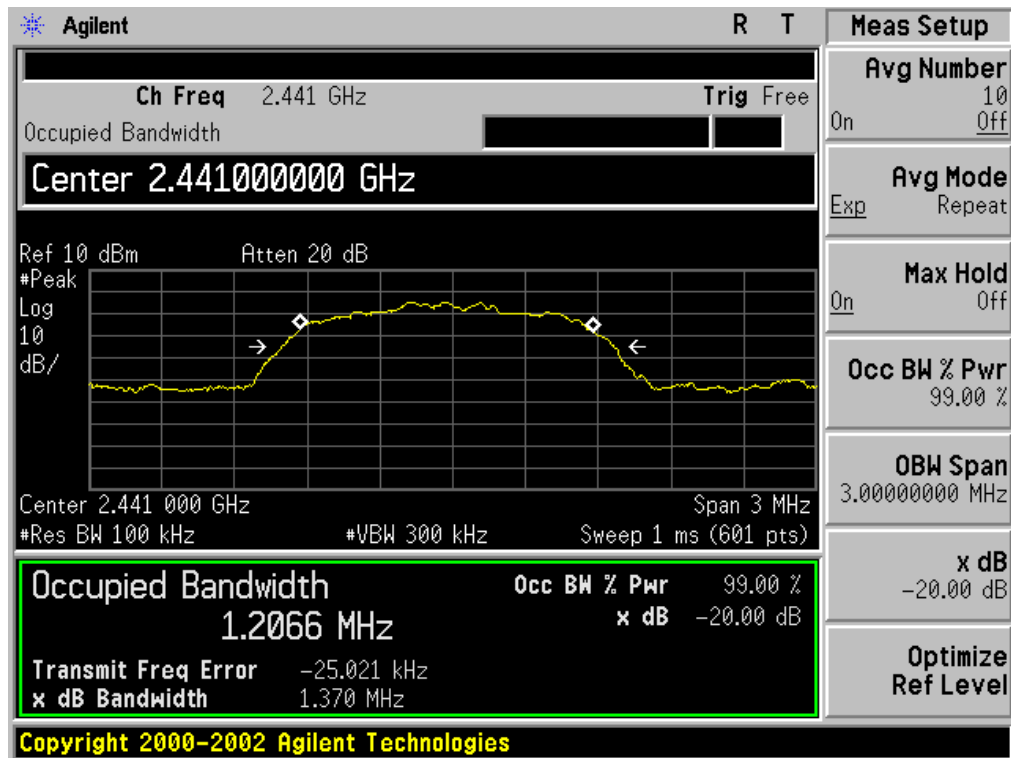 Agilent R T
Ch Freq 2.441 GHz Trig Free
Occupied Bandwidth
Center 2.441000000 GHz
Ref 10 dBm Atten 20 dB
#Peak
Log
10
dB/
Center 2.441 000 GHz Span 3 MHz
#Res BW 100 kHz #VBW 300 kHz Sweep 1 ms (601 pts)
Occupied Bandwidth Occ BW % Pwr 99.00 %
1.2066 MHz x dB -20.00 dB
Transmit Freq Error -25.021 kHz
x dB Bandwidth 1.370 MHz
Copyright 2000-2002 Agilent Technologies
Meas Setup
Avg Number
10
On Off
Avg Mode
Exp Repeat
Max Hold
On Off
Occ BW % Pwr
99.00 %
OBW Span
3.00000000 MHz
x dB
-20.00 dB
Optimize
Ref Level